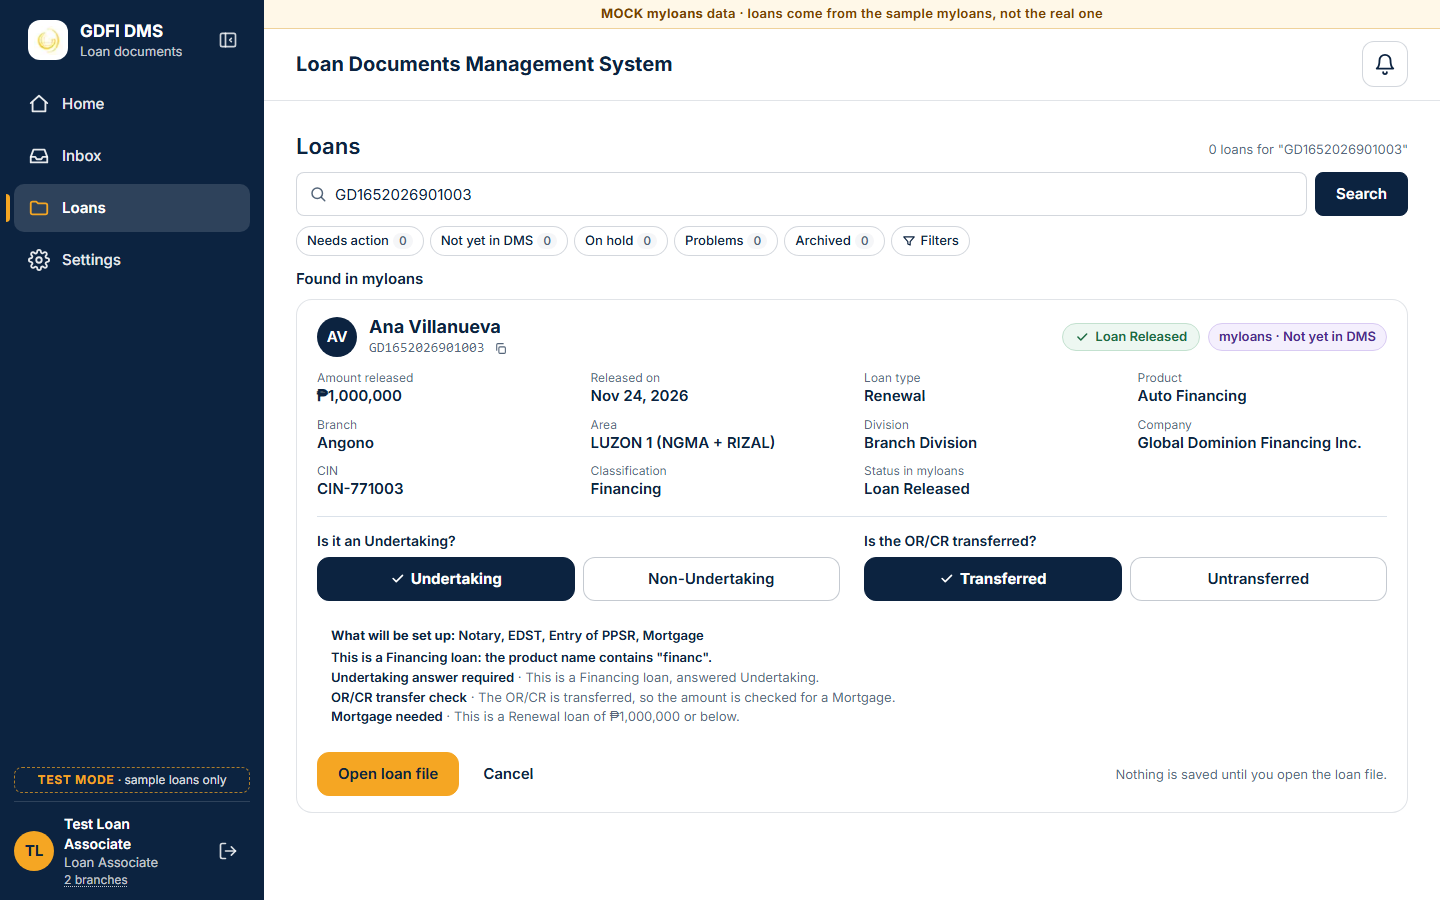 MOCK myloans data · loans come from the sample myloans, not the real one
GDFI DMS
Loan documents
Home
Inbox
Loans
Settings
TEST MODE · sample loans only
TL
Test Loan
Associate
Loan Associate
2 branches
Loan Documents Management System
Loans
0 loans for "GD1652026901003"
GD1652026901003
Search
Needs action 0
Not yet in DMS 0
On hold 0
Problems 0
Archived 0
Filters
Found in myloans
AV
Ana Villanueva
GD1652026901003
Loan Released
myloans · Not yet in DMS
Amount released
₱1,000,000
Released on
Nov 24, 2026
Loan type
Renewal
Product
Auto Financing
Branch
Angono
Area
LUZON 1 (NGMA + RIZAL)
Division
Branch Division
Company
Global Dominion Financing Inc.
CIN
CIN-771003
Classification
Financing
Status in myloans
Loan Released
Is it an Undertaking?
Undertaking
Non-Undertaking
Is the OR/CR transferred?
Transferred
Untransferred
What will be set up: Notary, EDST, Entry of PPSR, Mortgage
This is a Financing loan: the product name contains "financ".
Undertaking answer required · This is a Financing loan, answered Undertaking.
OR/CR transfer check · The OR/CR is transferred, so the amount is checked for a Mortgage.
Mortgage needed · This is a Renewal loan of ₱1,000,000 or below.
Open loan file
Cancel
Nothing is saved until you open the loan file.